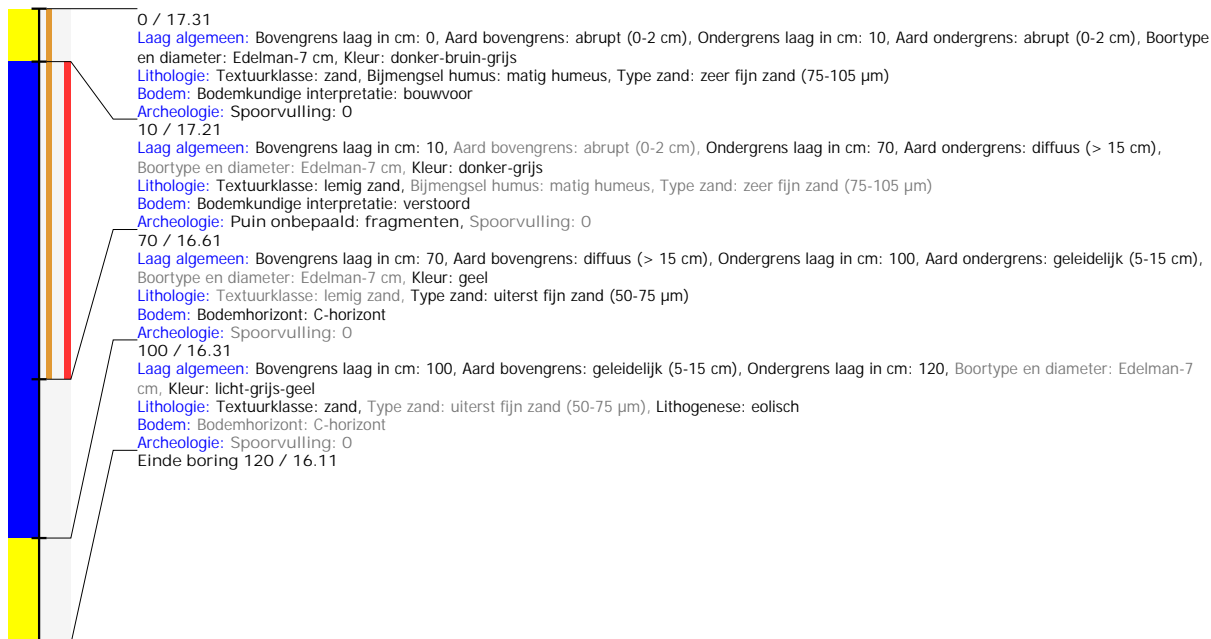 0 / 17.31
Laag algemeen: Bovengrens laag in cm: 0, Aard bovengrens: abrupt (0-2 cm), Ondergrens laag in cm: 10, Aard ondergrens: abrupt (0-2 cm), Boortype
en diameter: Edelman-7 cm, Kleur: donker-bruin-grijs
Lithologie: Textuurklasse: zand, Bijmengsel humus: matig humeus, Type zand: zeer fijn zand (75-105 µm)
Bodem: Bodemkundige interpretatie: bouwvoor
Archeologie: Spoorvulling: 0
10 / 17.21
Laag algemeen: Bovengrens laag in cm: 10, Aard bovengrens: abrupt (0-2 cm), Ondergrens laag in cm: 70, Aard ondergrens: diffuus (> 15 cm),
Boortype en diameter: Edelman-7 cm, Kleur: donker-grijs
Lithologie: Textuurklasse: lemig zand, Bijmengsel humus: matig humeus, Type zand: zeer fijn zand (75-105 µm)
Bodem: Bodemkundige interpretatie: verstoord
Archeologie: Puin onbepaald: fragmenten, Spoorvulling: 0
70 / 16.61
Laag algemeen: Bovengrens laag in cm: 70, Aard bovengrens: diffuus (> 15 cm), Ondergrens laag in cm: 100, Aard ondergrens: geleidelijk (5-15 cm),
Boortype en diameter: Edelman-7 cm, Kleur: geel
Lithologie: Textuurklasse: lemig zand, Type zand: uiterst fijn zand (50-75 µm)
Bodem: Bodemhorizont: C-horizont
Archeologie: Spoorvulling: 0
100 / 16.31
Laag algemeen: Bovengrens laag in cm: 100, Aard bovengrens: geleidelijk (5-15 cm), Ondergrens laag in cm: 120, Boortype en diameter: Edelman-7
cm, Kleur: licht-grijs-geel
Lithologie: Textuurklasse: zand, Type zand: uiterst fijn zand (50-75 µm), Lithogenese: eolisch
Bodem: Bodemhorizont: C-horizont
Archeologie: Spoorvulling: 0
Einde boring 120 / 16.11